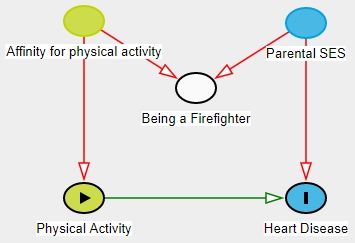 Affinity for physical activity
Parental SES
Being a Firefighter
Physical Activity
Heart Disease